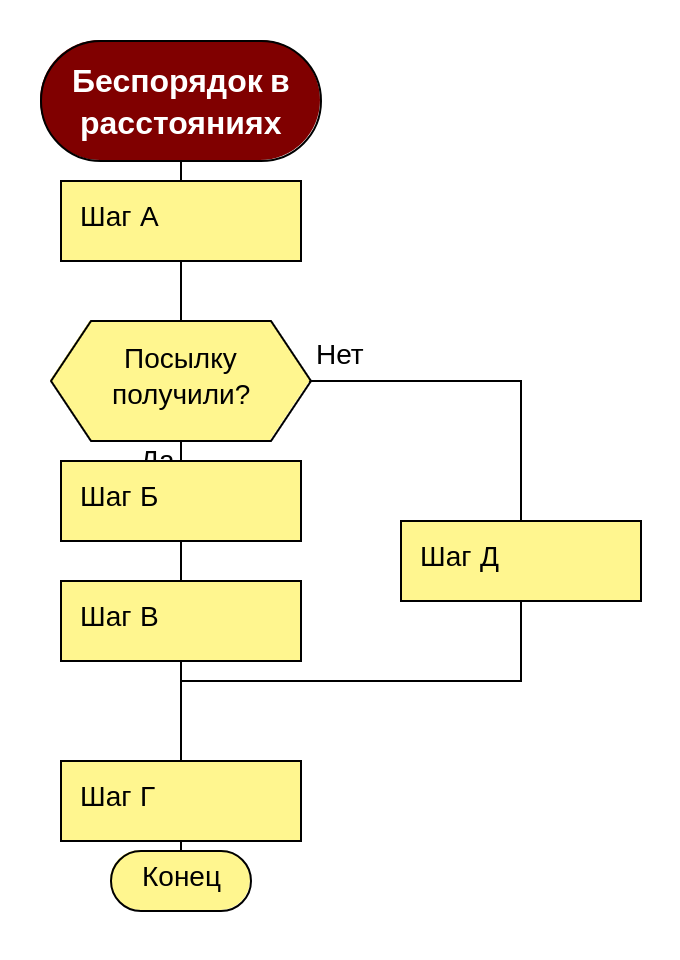 Беспорядок в
расстояниях
Шаг А
Посылку
получили?
Нет
Да
Шаг Б
Шаг Д
Шаг В
Шаг Г
Конец